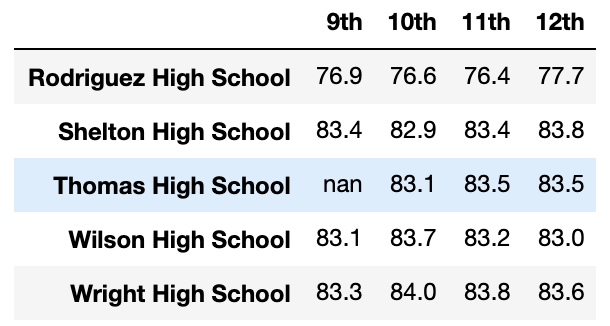 9th 10th 11th 12th
Rodriguez High School 76.9 76.6 76.4 77.7
Shelton High School 83.4 82.9 83.4 83.8
Thomas High School nan 83.1 83.5 83.5
Wilson High School 83.1 83.7 83.2 83.0
Wright High School 83.3 84.0 83.8 83.6